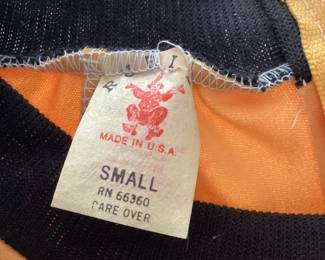 MADE IN U.S.A.
SMALL
RN 66360
CARE OVER